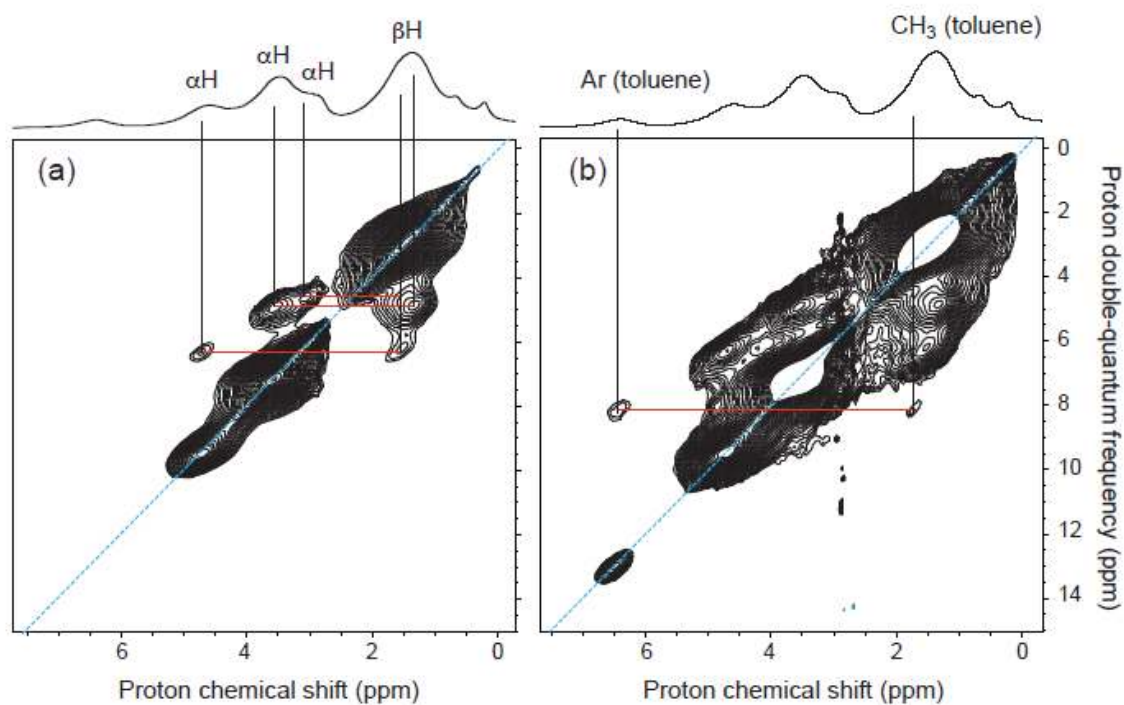 βH
αH
αH
αH
(a)
6 4 2 0
Proton chemical shift (ppm)
CH₃ (toluene)
Ar (toluene)
(b)
0
2
4
6
8
10
12
14
Proton double-quantum frequency (ppm)
6 4 2 0
Proton chemical shift (ppm)